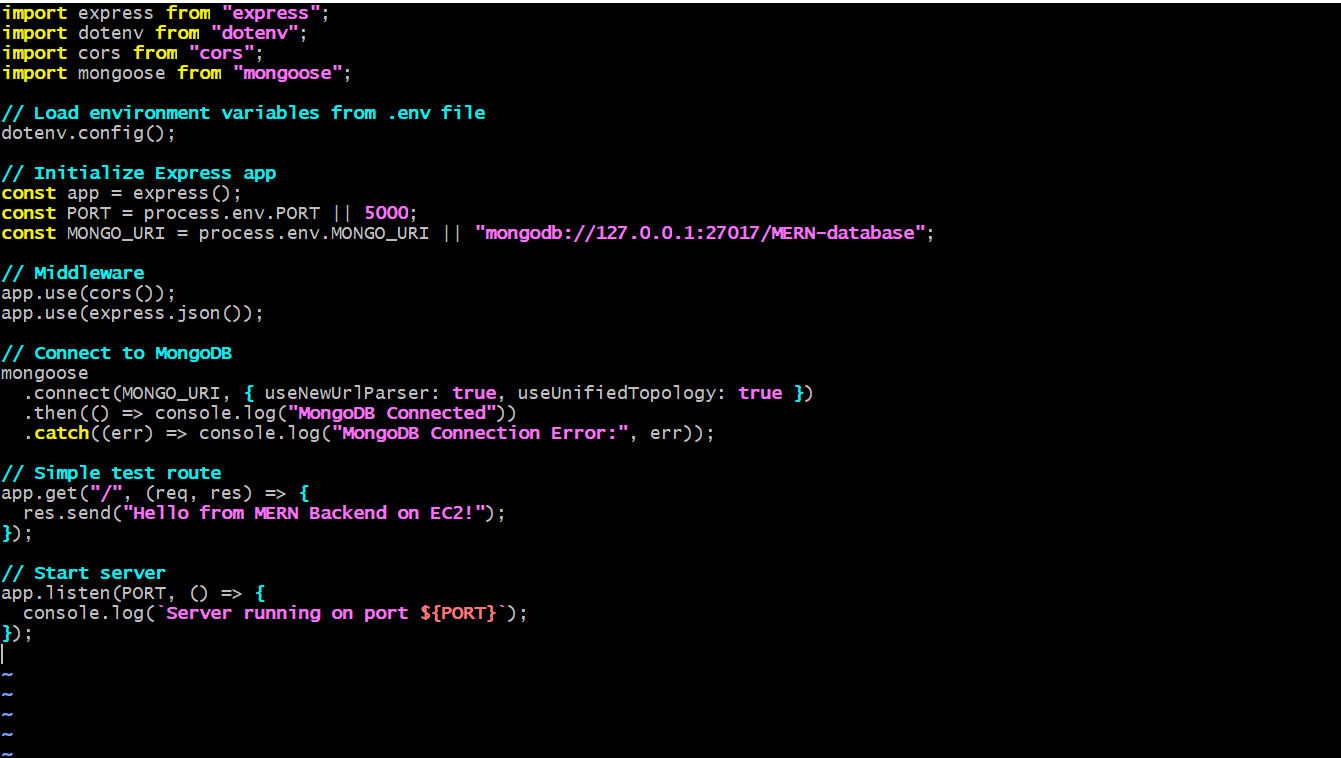 import express from "express";
import dotenv from "dotenv";
import cors from "cors";
import mongoose from "mongoose";
// Load environment variables from .env file
dotenv.config();
// Initialize Express app
const app = express();
const PORT = process.env.PORT || 5000;
const MONGO_URI = process.env.MONGO_URI || "mongodb://127.0.0.1:27017/MERN-database";
// Middleware
app.use(cors());
app.use(express.json());
// Connect to MongoDB
mongoose
  .connect(MONGO_URI, { useNewUrlParser: true, useUnifiedTopology: true })
  .then(() => console.log("MongoDB Connected"))
  .catch((err) => console.log("MongoDB Connection Error:", err));
// Simple test route
app.get("/", (req, res) => {
  res.send("Hello from MERN Backend on EC2!");
});
// Start server
app.listen(PORT, () => {
  console.log(`Server running on port ${PORT}`);
});
~
~
~
~
~